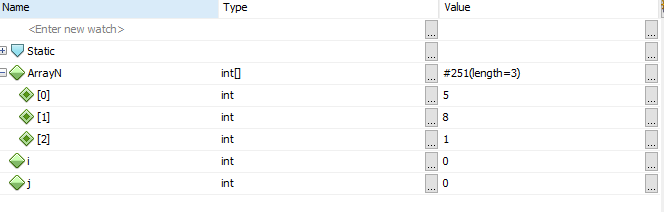 Name Type Value
<Enter new watch> ...
Static ...
ArrayN int[] ... #251(length=3) ...
[0] int ... 5 ...
[1] int ... 8 ...
[2] int ... 1 ...
i int ... 0 ...
j int ... 0 ...